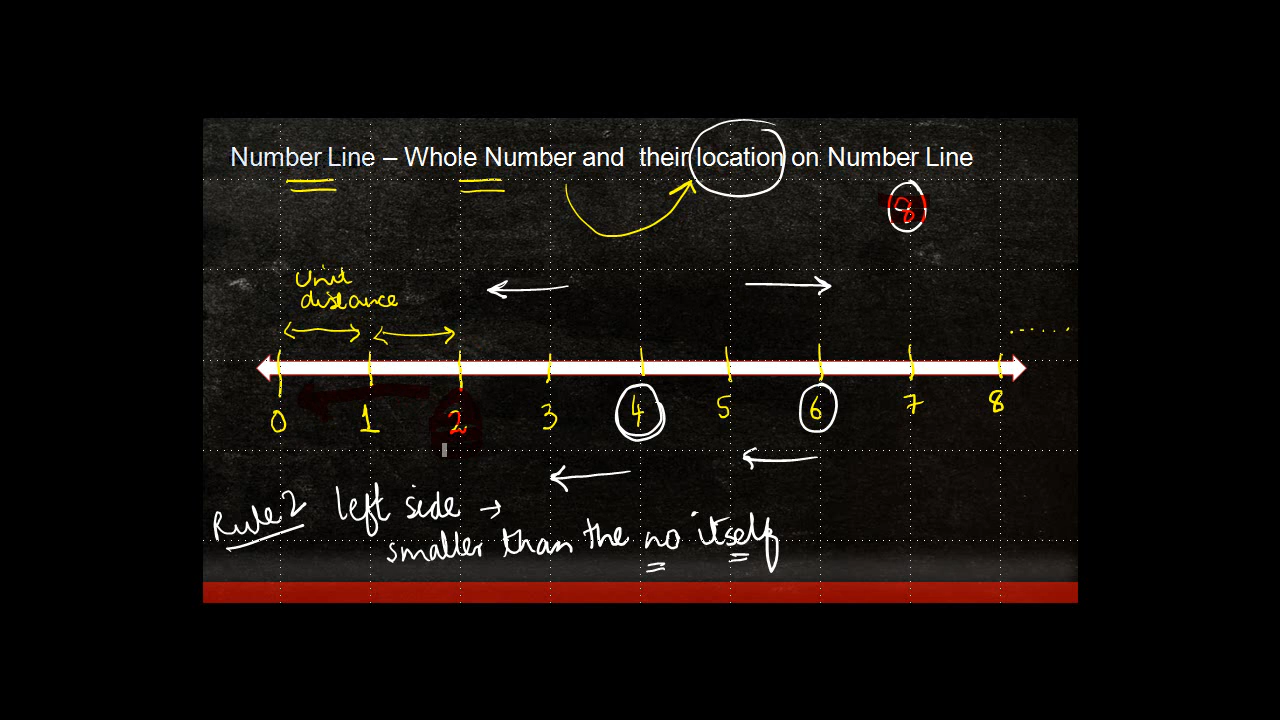 Number Line – Whole Number and their location on Number Line
8
Unit
distance
.....
0 1 2 3 4 5 6 7 8
Rule 2 left side →
smaller than the no itself